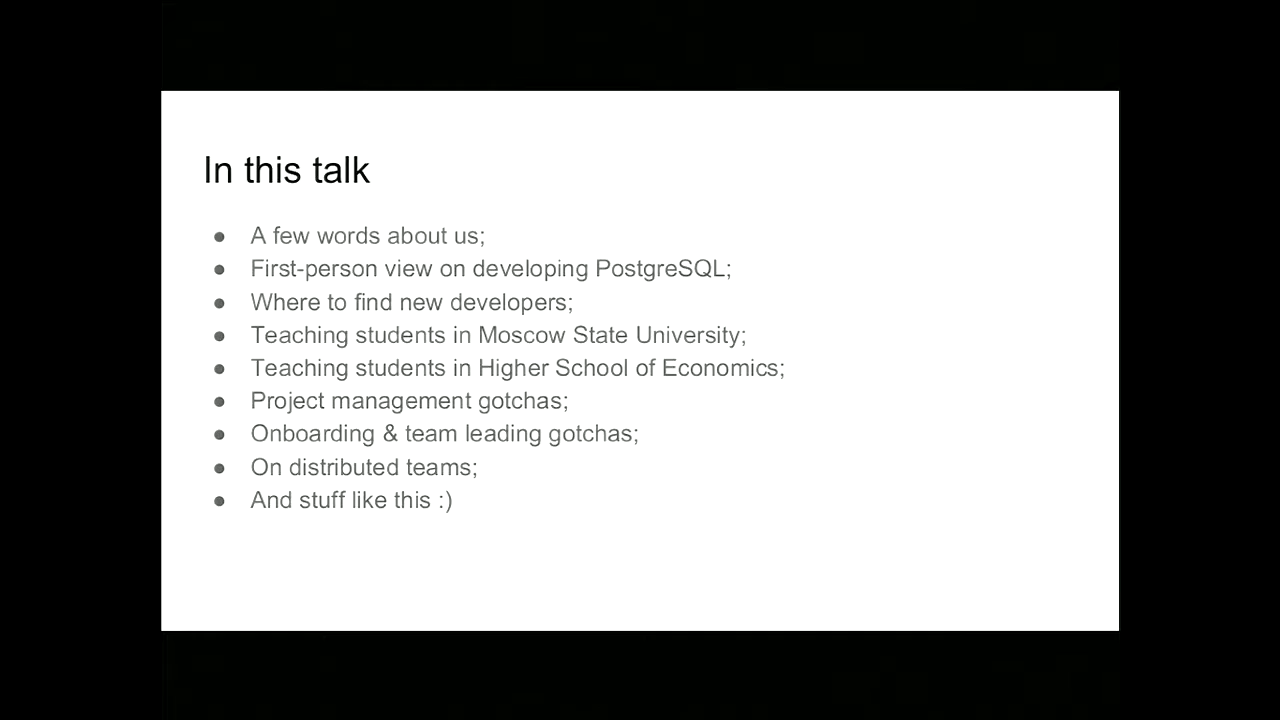 In this talk
● A few words about us;
● First-person view on developing PostgreSQL;
● Where to find new developers;
● Teaching students in Moscow State University;
● Teaching students in Higher School of Economics;
● Project management gotchas;
● Onboarding & team leading gotchas;
● On distributed teams;
● And stuff like this :)